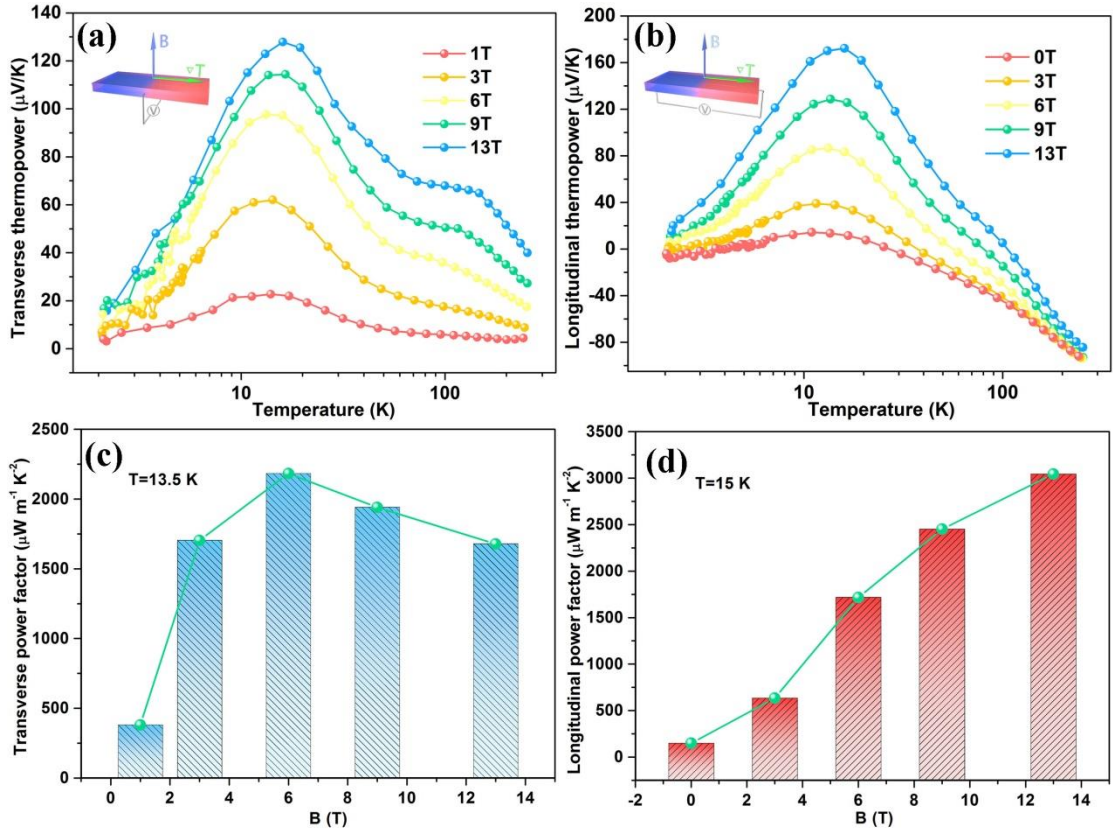 (a)
B
▽T
V
1T
3T
6T
9T
13T
140
120
100
80
60
40
20
0
Transverse thermopower (μV/K)
10
100
Temperature (K)
(b)
B
▽T
V
0T
3T
6T
9T
13T
200
160
120
80
40
0
-40
-80
Longitudinal thermopower (μV/K)
10
100
Temperature (K)
(c)
T=13.5 K
2500
2000
1500
1000
500
0
Transverse power factor (μW m⁻¹ K⁻²)
0 2 4 6 8 10 12 14
B (T)
(d)
T=15 K
3500
3000
2500
2000
1500
1000
500
0
Longitudinal power factor (μW m⁻¹ K⁻²)
-2 0 2 4 6 8 10 12 14
B (T)